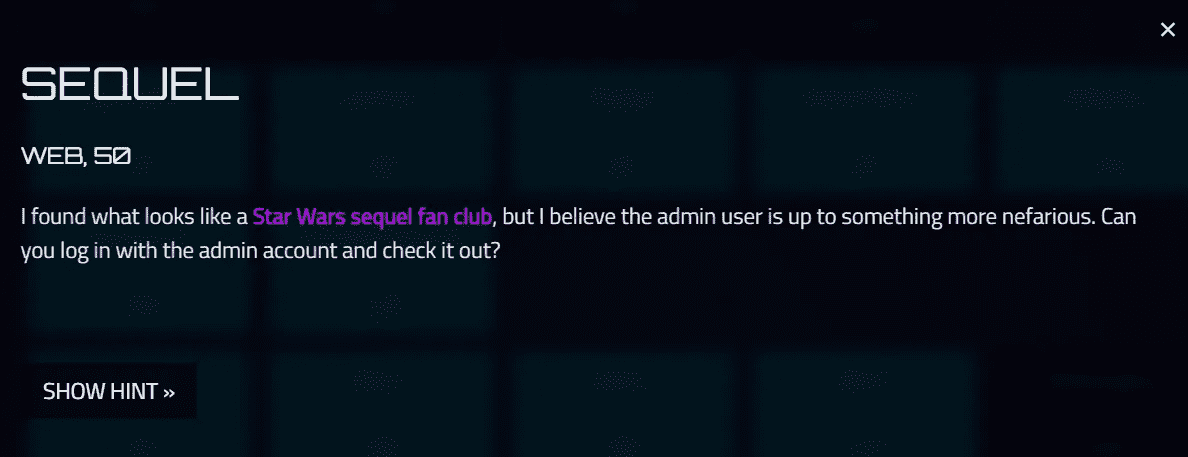 ×
SEQUEL
WEB, 50
I found what looks like a Star Wars sequel fan club, but I believe the admin user is up to something more nefarious. Can
you log in with the admin account and check it out?
SHOW HINT »